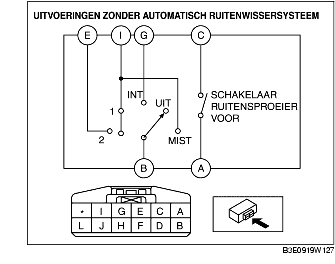 UITVOERINGEN ZONDER AUTOMATISCH RUITENWISSERSYSTEEM
E I G C
INT
UIT
1
2
MIST
SCHAKELAAR
RUITENSPROEIER
VOOR
B A
* I G E C A
L J H F D B
B3E0919W127